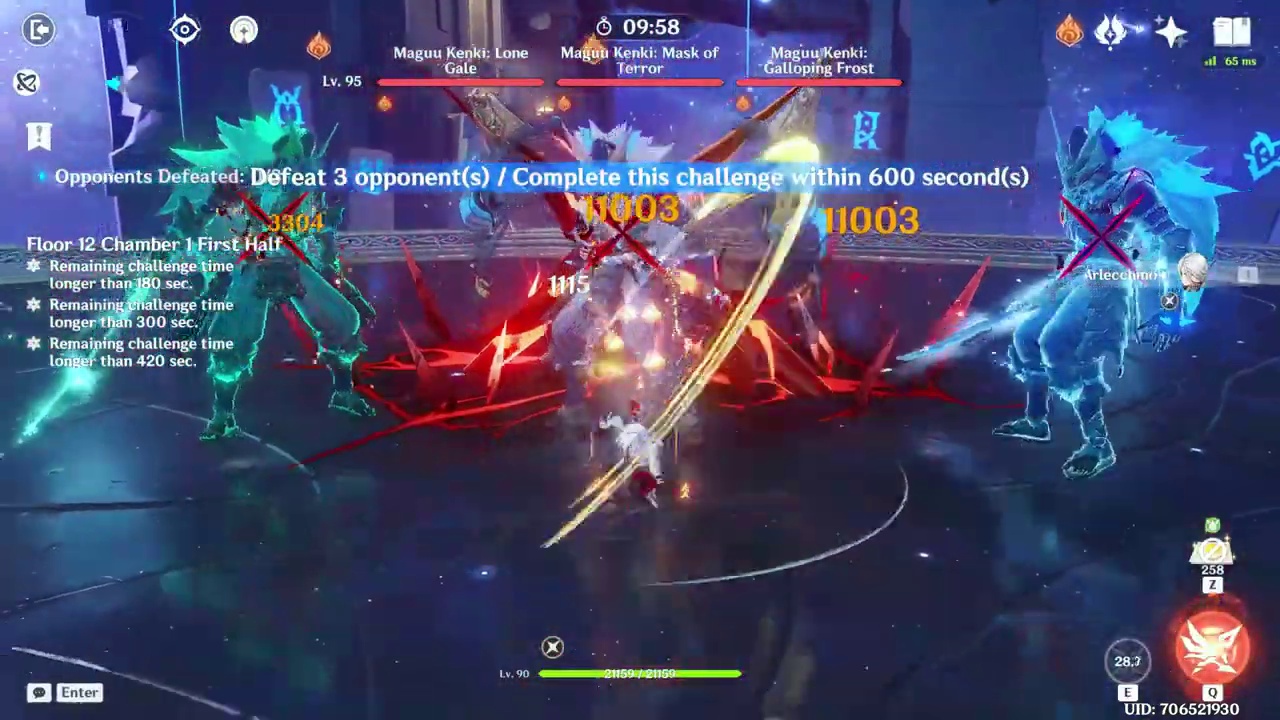 09:58
65 ms
Lv. 95
Maguu Kenki: Lone
Gale
Maguu Kenki: Mask of
Terror
Maguu Kenki:
Galloping Frost
Opponents Defeated: Defeat 3 opponent(s) / Complete this challenge within 600 second(s)
3304
11003
11003
1115
Floor 12 Chamber 1 First Half
Remaining challenge time
longer than 180 sec.
Remaining challenge time
longer than 300 sec.
Remaining challenge time
longer than 420 sec.
Arlecchino
258
Z
28.7
E
Q
Lv. 90
21159 / 21159
Enter
UID: 706521930